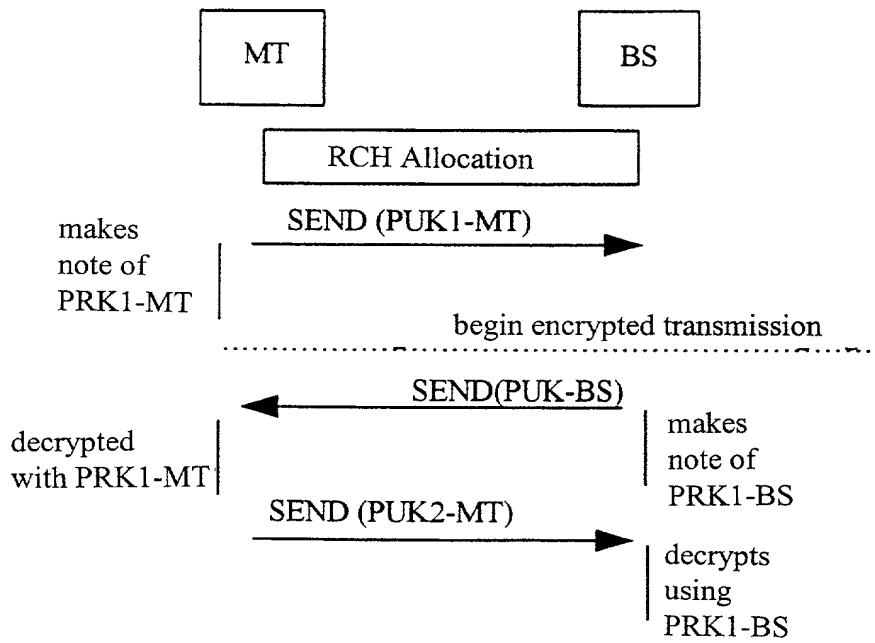 MT
BS
RCH Allocation
SEND (PUK1-MT)
makes
note of
PRK1-MT
begin encrypted transmission
SEND(PUK-BS)
decrypted
with PRK1-MT
makes
note of
PRK1-BS
SEND (PUK2-MT)
decrypts
using
PRK1-BS